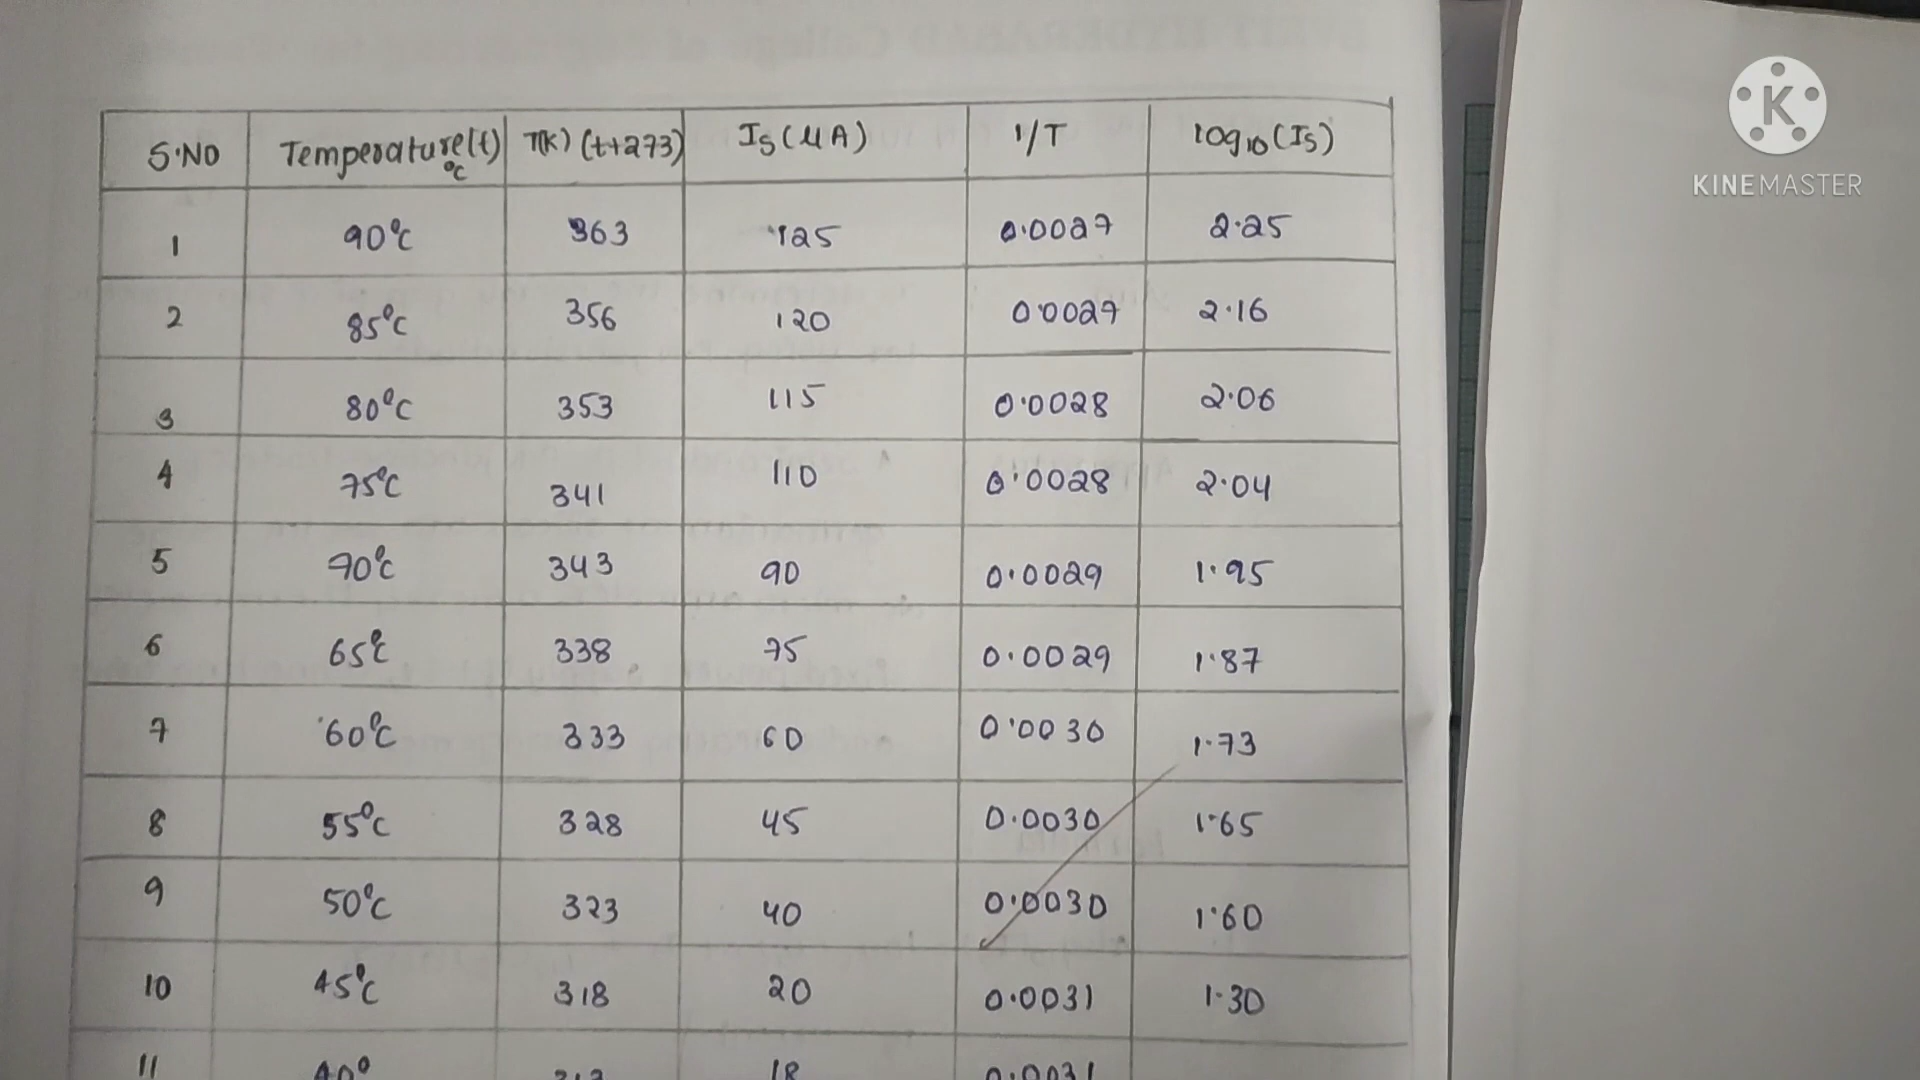 S.NO Temperature(t) °C T(K) (t+273) Is (µA) 1/T log10 (Is)
1 90°C 363 125 0.0027 2.25
2 85°C 356 120 0.0027 2.16
3 80°C 353 115 0.0028 2.06
4 75°C 341 110 0.0028 2.04
5 70°C 343 90 0.0029 1.95
6 65°C 338 75 0.0029 1.87
7 60°C 333 60 0.0030 1.73
8 55°C 328 45 0.0030 1.65
9 50°C 323 40 0.0030 1.60
10 45°C 318 20 0.0031 1.30
11 40° 313 18 0.0031
K
KINEMASTER